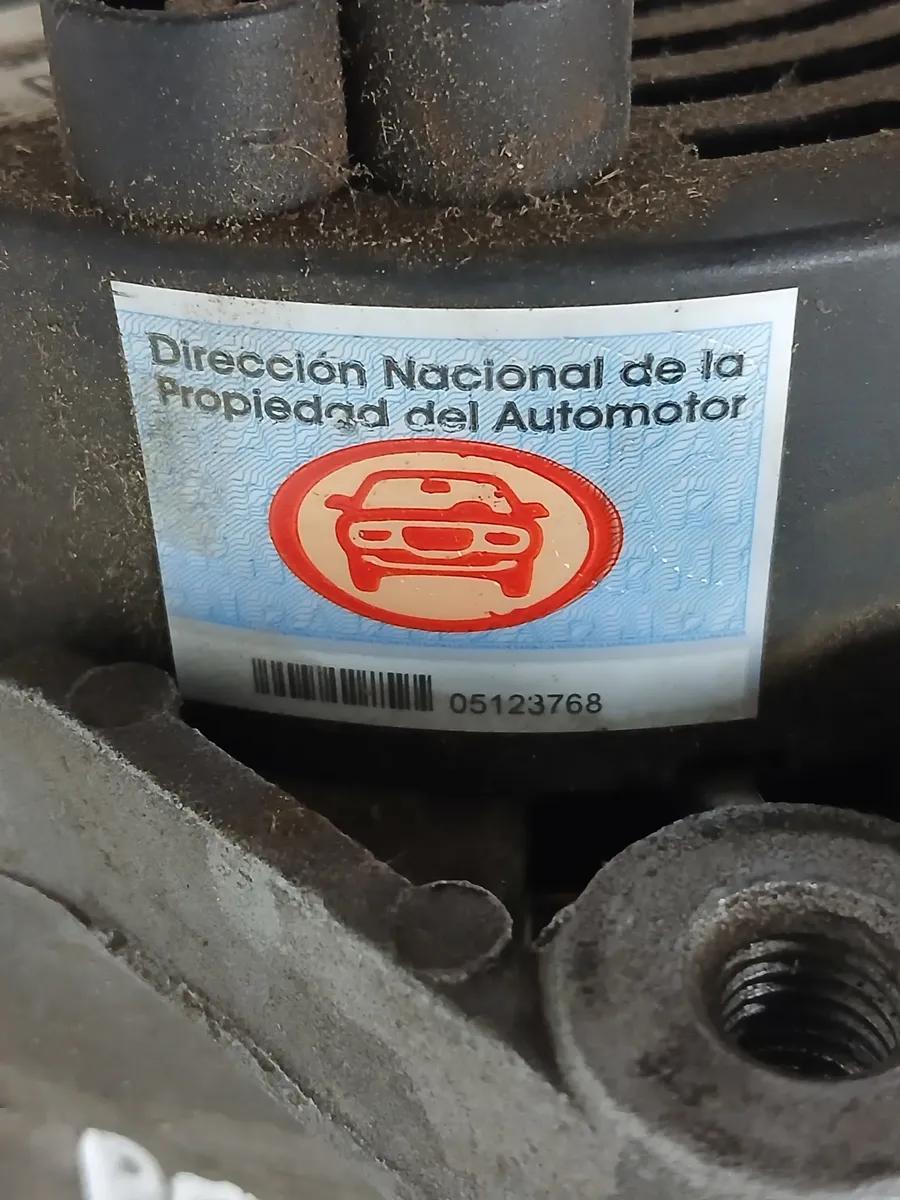 Dirección Nacional de la
Propiedad del Automotor
05123768